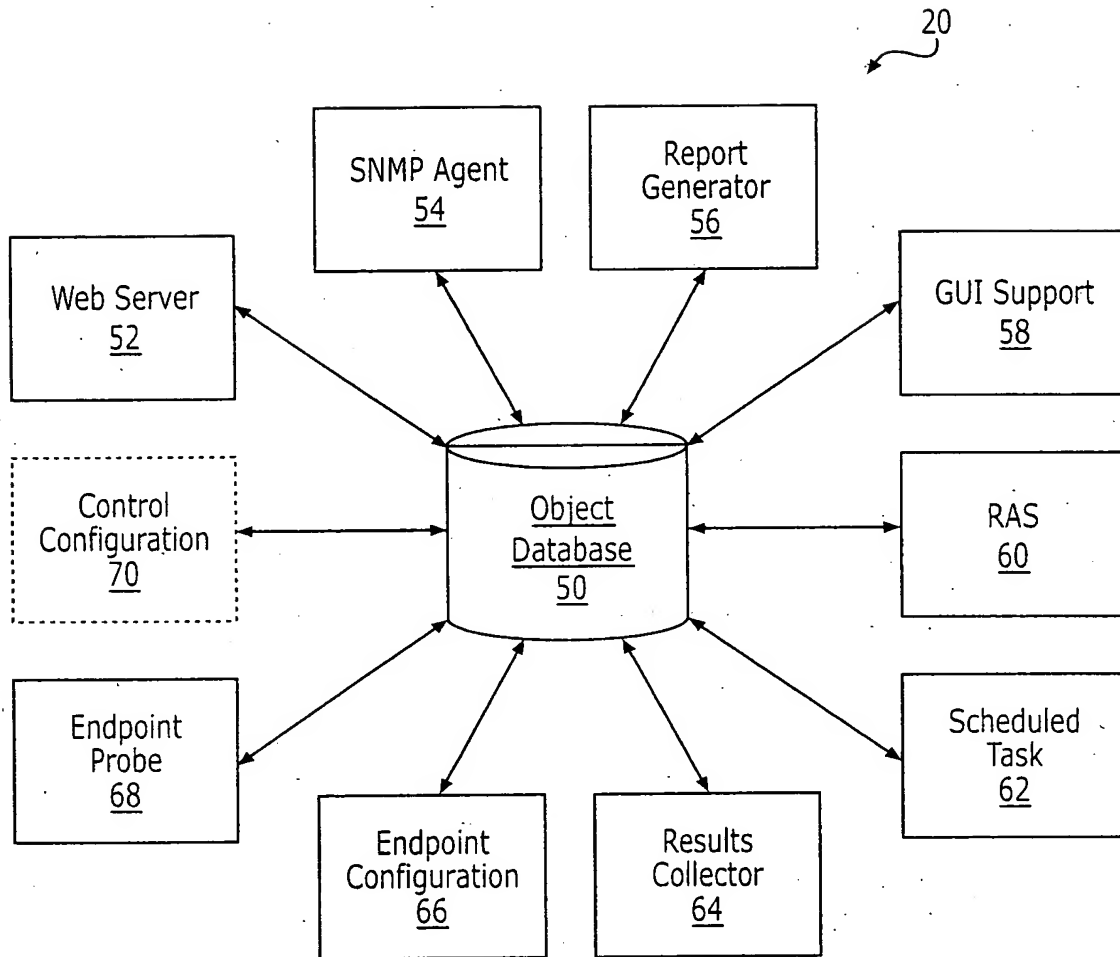 20
SNMP Agent
54
Report
Generator
56
Web Server
52
GUI Support
58
Control
Configuration
70
Object
Database
50
RAS
60
Endpoint
Probe
68
Scheduled
Task
62
Endpoint
Configuration
66
Results
Collector
64